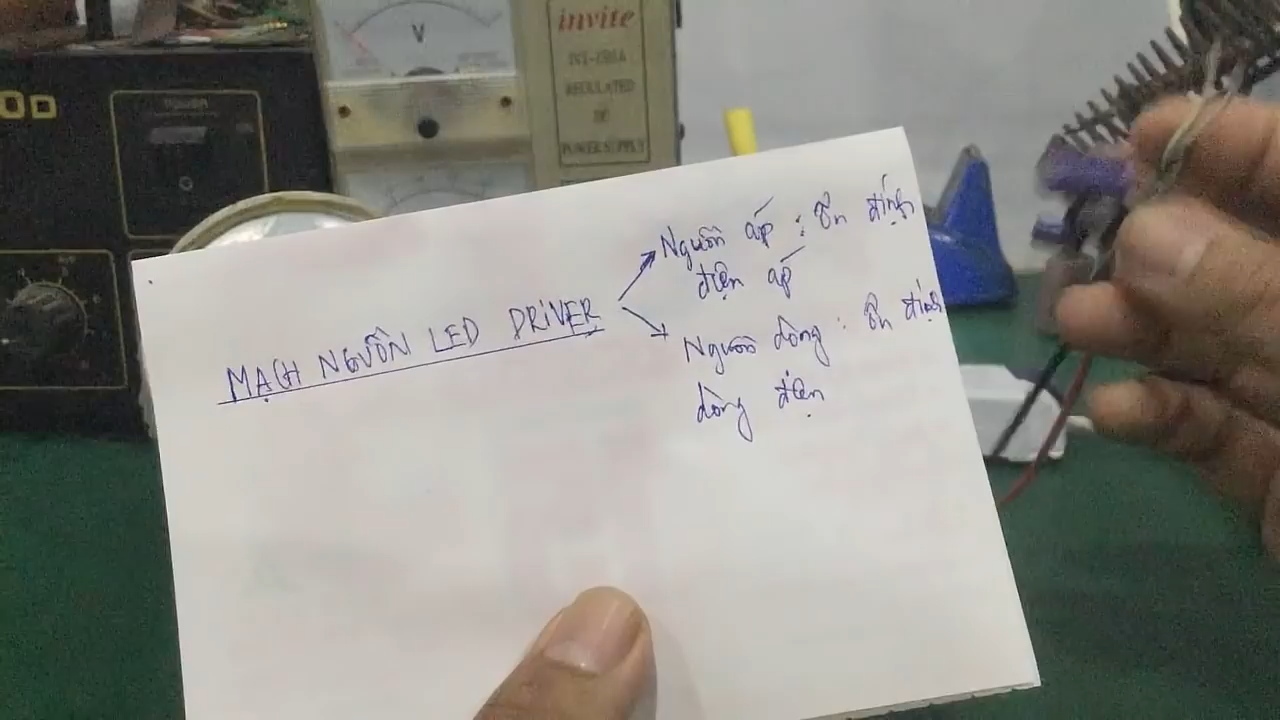 invite
REGULATED
DC
POWER SUPPLY
V
OD
MẠCH NGUỒN LED DRIVER
Nguồn áp : Ổn định
điện áp
Nguồn dòng : Ổn định
dòng điện